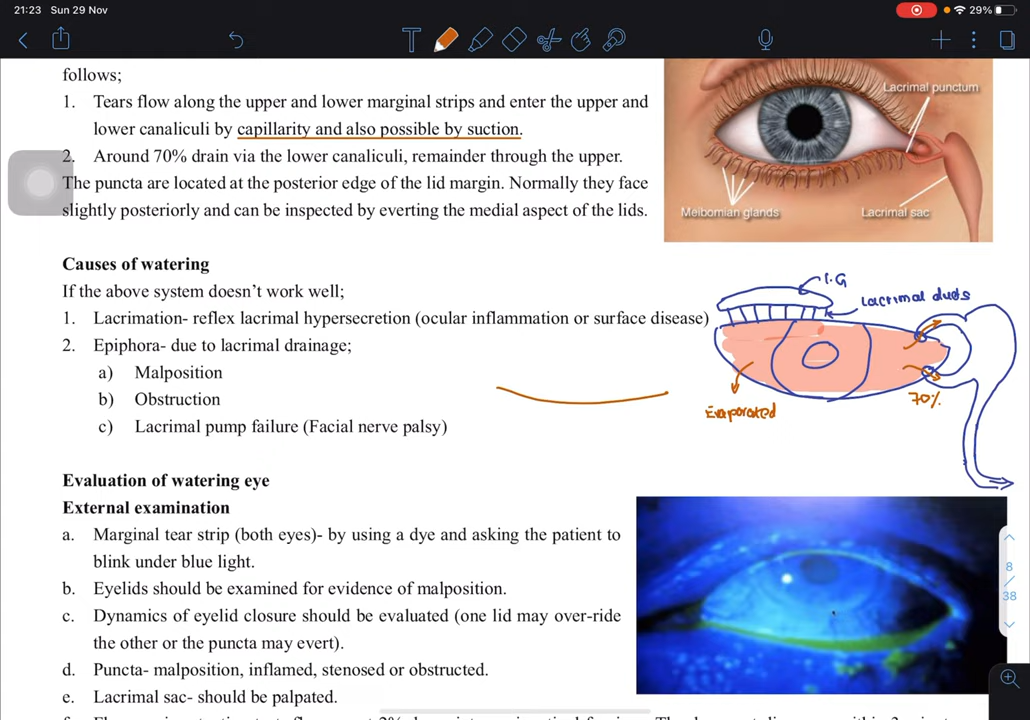 21:23 Sun 29 Nov
29%
follows;
1. Tears flow along the upper and lower marginal strips and enter the upper and
lower canaliculi by capillarity and also possible by suction.
2. Around 70% drain via the lower canaliculi, remainder through the upper.
The puncta are located at the posterior edge of the lid margin. Normally they face
slightly posteriorly and can be inspected by everting the medial aspect of the lids.
Lacrimal punctum
Meibomian glands
Lacrimal sac
Causes of watering
If the above system doesn’t work well;
1. Lacrimation- reflex lacrimal hypersecretion (ocular inflammation or surface disease)
2. Epiphora- due to lacrimal drainage;
a) Malposition
b) Obstruction
c) Lacrimal pump failure (Facial nerve palsy)
l.G
Lacrimal ducts
Evaporated
70%
Evaluation of watering eye
External examination
a. Marginal tear strip (both eyes)- by using a dye and asking the patient to
blink under blue light.
b. Eyelids should be examined for evidence of malposition.
c. Dynamics of eyelid closure should be evaluated (one lid may over-ride
the other or the puncta may evert).
d. Puncta- malposition, inflamed, stenosed or obstructed.
e. Lacrimal sac- should be palpated.
8
/
38